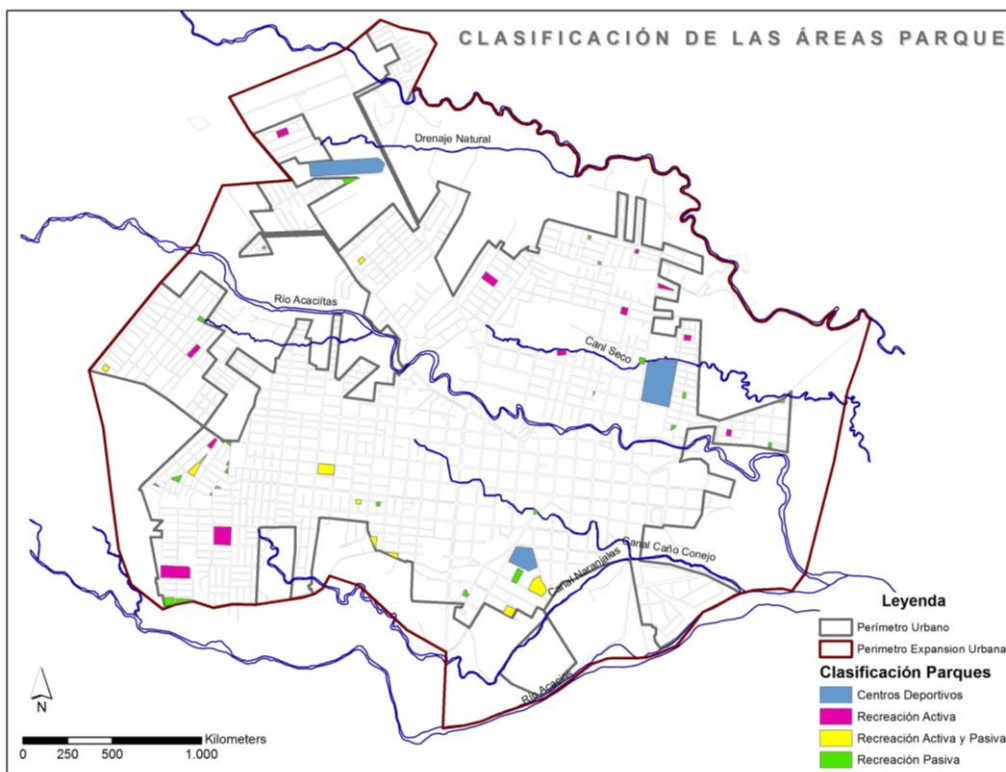 CLASIFICACIÓN DE LAS ÁREAS PARQUE
Drenaje Natural
Río Acaciítas
Canl Seco
Canal Caño Conejo
Canal Naranjales
Río Acacías
Leyenda
Perímetro Urbano
Perimetro Expansion Urbana
Clasificación Parques
Centros Deportivos
Recreación Activa
Recreación Activa y Pasiva
Recreación Pasiva
N
Kilometers
0 250 500 1.000